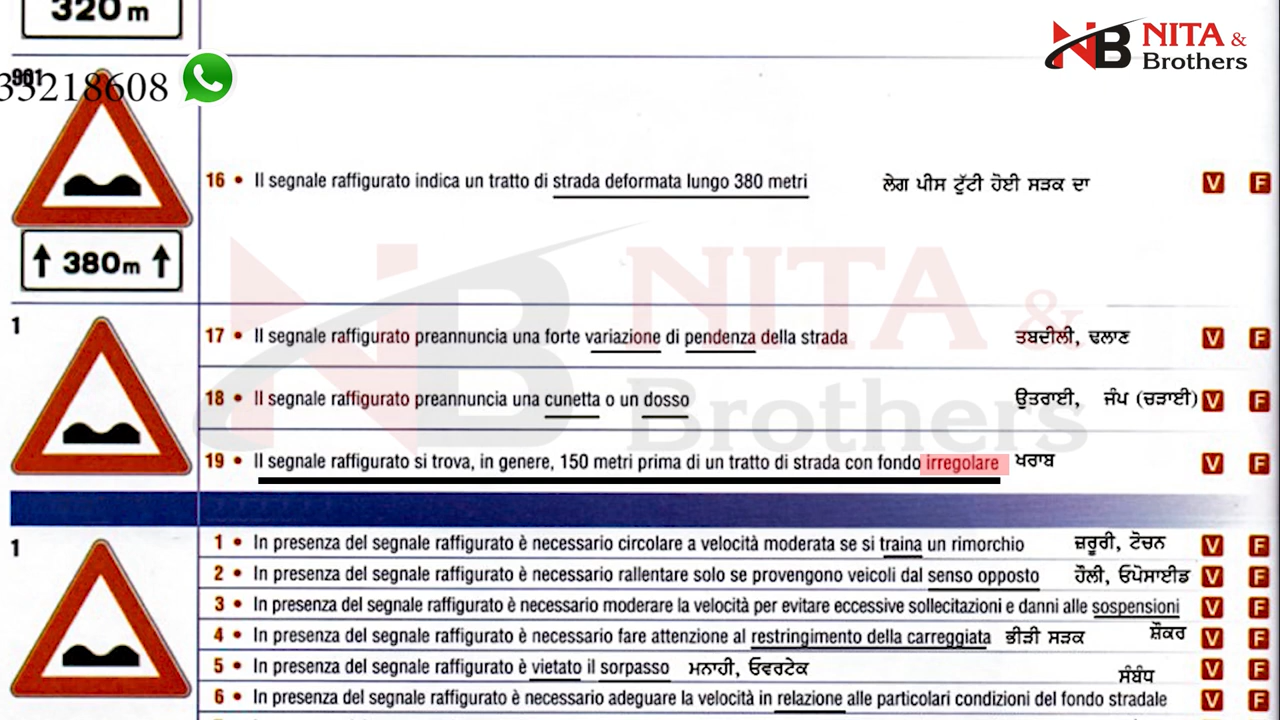 320 m
NITA &
Brothers
901
33218608
16 • Il segnale raffigurato indica un tratto di strada deformata lungo 380 metri ਲੇਗ ਪੀਸ ਟੁੱਟੀ ਹੋਈ ਸੜਕ ਦਾ V F
↑ 380m ↑
NITA &
Brothers
1
17 • Il segnale raffigurato preannuncia una forte variazione di pendenza della strada ਤਬਦੀਲੀ, ਢਲਾਣ V F
18 • Il segnale raffigurato preannuncia una cunetta o un dosso ਉਤਰਾਈ, ਜੰਪ (ਚੜਾਈ) V F
19 • Il segnale raffigurato si trova, in genere, 150 metri prima di un tratto di strada con fondo irregolare ਖਰਾਬ V F
1
1 • In presenza del segnale raffigurato è necessario circolare a velocità moderata se si traina un rimorchio ਜ਼ਰੂਰੀ, ਟੋਚਨ V F
2 • In presenza del segnale raffigurato è necessario rallentare solo se provengono veicoli dal senso opposto ਹੌਲੀ, ਓਪੋਸਾਈਡ V F
3 • In presenza del segnale raffigurato è necessario moderare la velocità per evitare eccessive sollecitazioni e danni alle sospensioni V F
4 • In presenza del segnale raffigurato è necessario fare attenzione al restringimento della carreggiata ਭੀੜੀ ਸੜਕ ਸ਼ੌਕਰ V F
5 • In presenza del segnale raffigurato è vietato il sorpasso ਮਨਾਹੀ, ਓਵਰਟੇਕ ਸੰਬੰਧ V F
6 • In presenza del segnale raffigurato è necessario adeguare la velocità in relazione alle particolari condizioni del fondo stradale V F